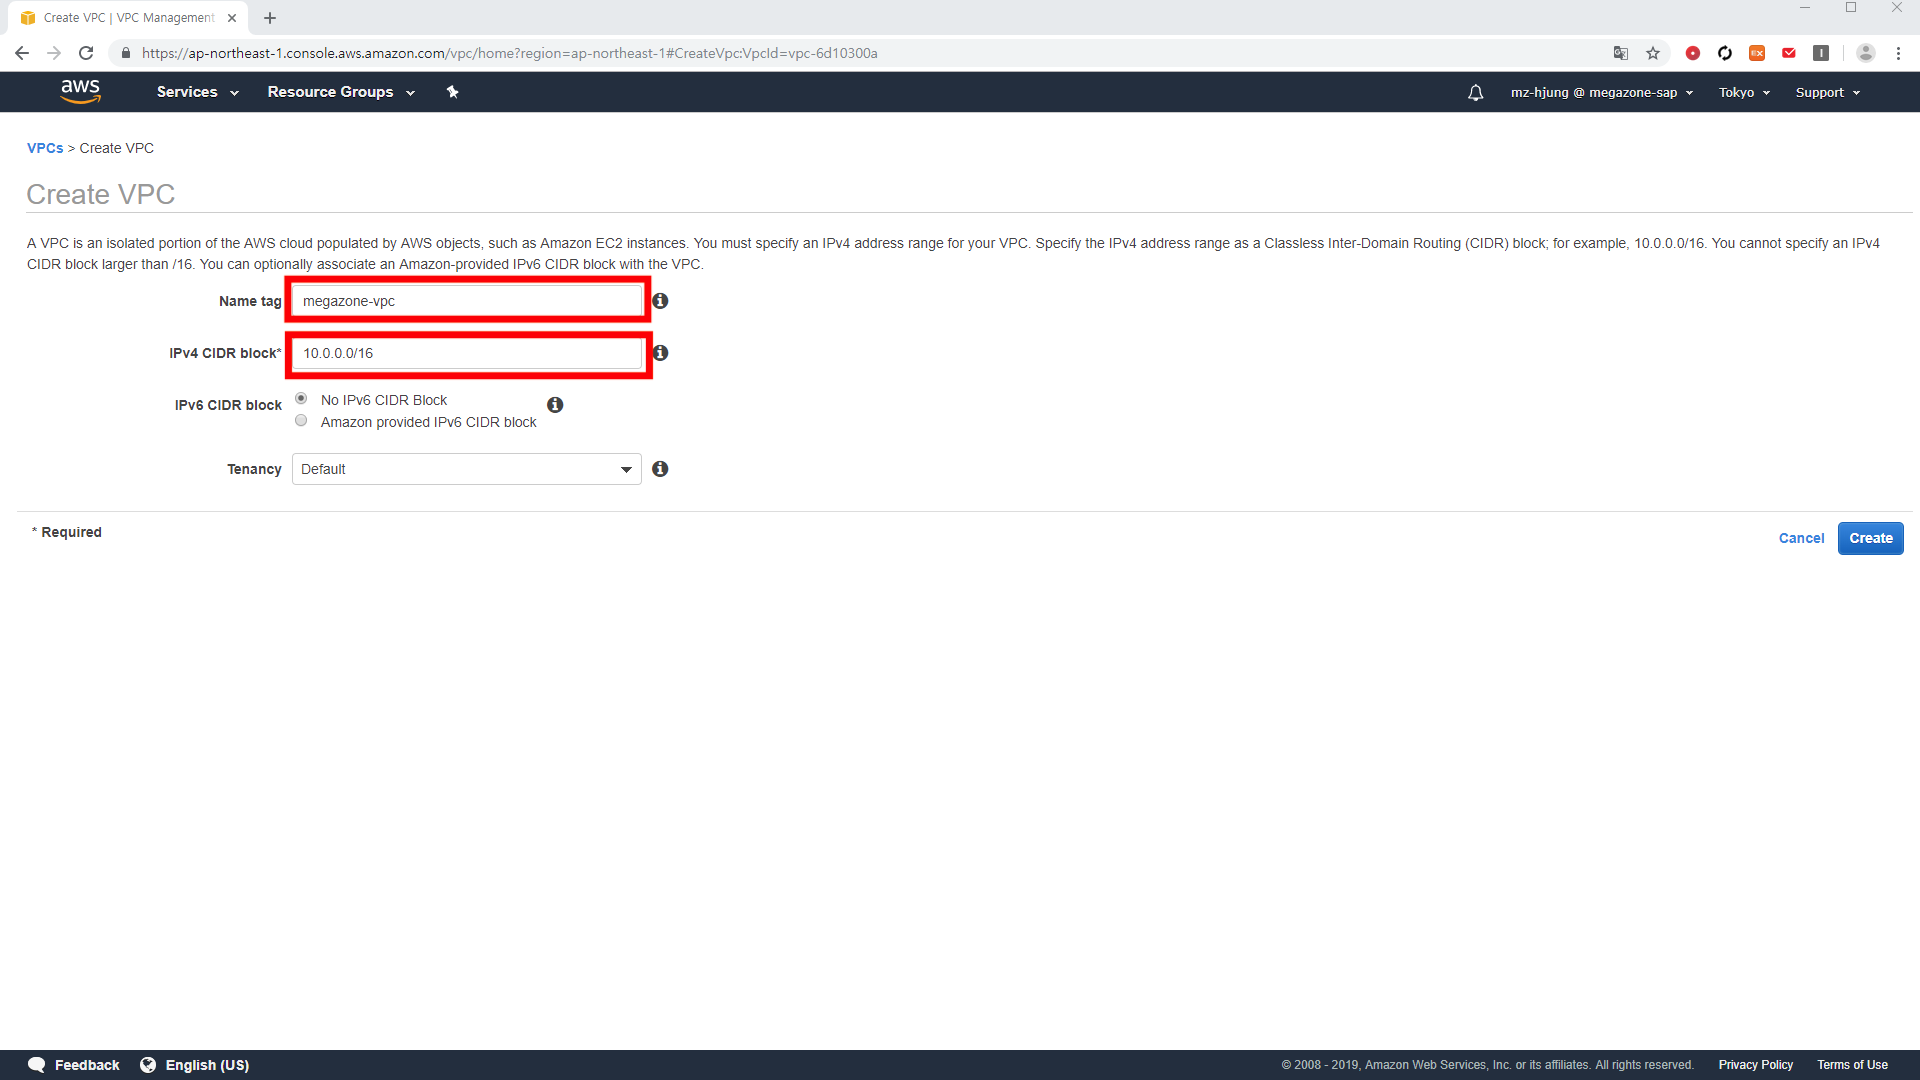 Create VPC | VPC Management
https://ap-northeast-1.console.aws.amazon.com/vpc/home?region=ap-northeast-1#CreateVpc:VpcId=vpc-6d10300a
EX
aws Services Resource Groups mz-hjung @ megazone-sap Tokyo Support
VPCs > Create VPC
Create VPC
A VPC is an isolated portion of the AWS cloud populated by AWS objects, such as Amazon EC2 instances. You must specify an IPv4 address range for your VPC. Specify the IPv4 address range as a Classless Inter-Domain Routing (CIDR) block; for example, 10.0.0.0/16. You cannot specify an IPv4
CIDR block larger than /16. You can optionally associate an Amazon-provided IPv6 CIDR block with the VPC.
Name tag megazone-vpc
IPv4 CIDR block* 10.0.0.0/16
IPv6 CIDR block No IPv6 CIDR Block
Amazon provided IPv6 CIDR block
Tenancy Default
* Required
Cancel Create
Feedback English (US) © 2008 - 2019, Amazon Web Services, Inc. or its affiliates. All rights reserved. Privacy Policy Terms of Use